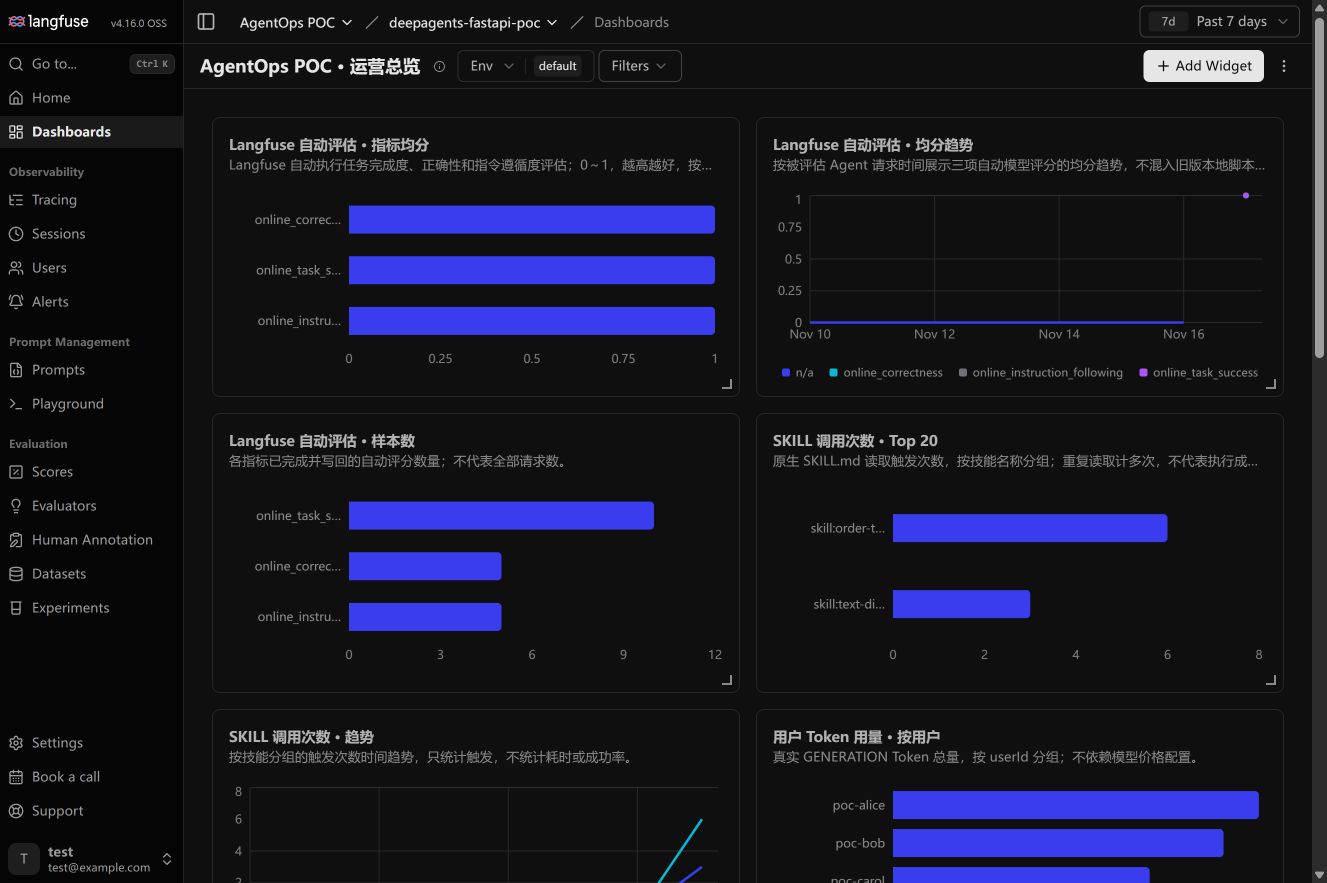 langfuse
v4.16.0 OSS
AgentOps POC
deepagents-fastapi-poc
Dashboards
7d
Past 7 days
Go to...
Ctrl K
Home
Dashboards
Observability
Tracing
Sessions
Users
Alerts
Prompt Management
Prompts
Playground
Evaluation
Scores
Evaluators
Human Annotation
Datasets
Experiments
Settings
Book a call
Support
T
test
test@example.com
AgentOps POC • 运营总览
Env
default
Filters
+ Add Widget
Langfuse 自动评估 • 指标均分
Langfuse 自动执行任务完成度、正确性和指令遵循度评估；0～1，越高越好，按...
online_correc...
online_task_s...
online_instru...
0 0.25 0.5 0.75 1
Langfuse 自动评估 • 均分趋势
按被评估 Agent 请求时间展示三项自动模型评分的均分趋势，不混入旧版本地脚本...
1
0.75
0.5
0.25
0
Nov 10 Nov 12 Nov 14 Nov 16
n/a online_correctness online_instruction_following online_task_success
Langfuse 自动评估 • 样本数
各指标已完成并写回的自动评分数量；不代表全部请求数。
online_task_s...
online_correc...
online_instru...
0 3 6 9 12
SKILL 调用次数 • Top 20
原生 SKILL.md 读取触发次数，按技能名称分组；重复读取计多次，不代表执行成...
skill:order-t...
skill:text-di...
0 2 4 6 8
SKILL 调用次数 • 趋势
按技能分组的触发次数时间趋势，只统计触发，不统计耗时或成功率。
8
6
4
2
用户 Token 用量 • 按用户
真实 GENERATION Token 总量，按 userId 分组；不依赖模型价格配置。
poc-alice
poc-bob
poc-carol